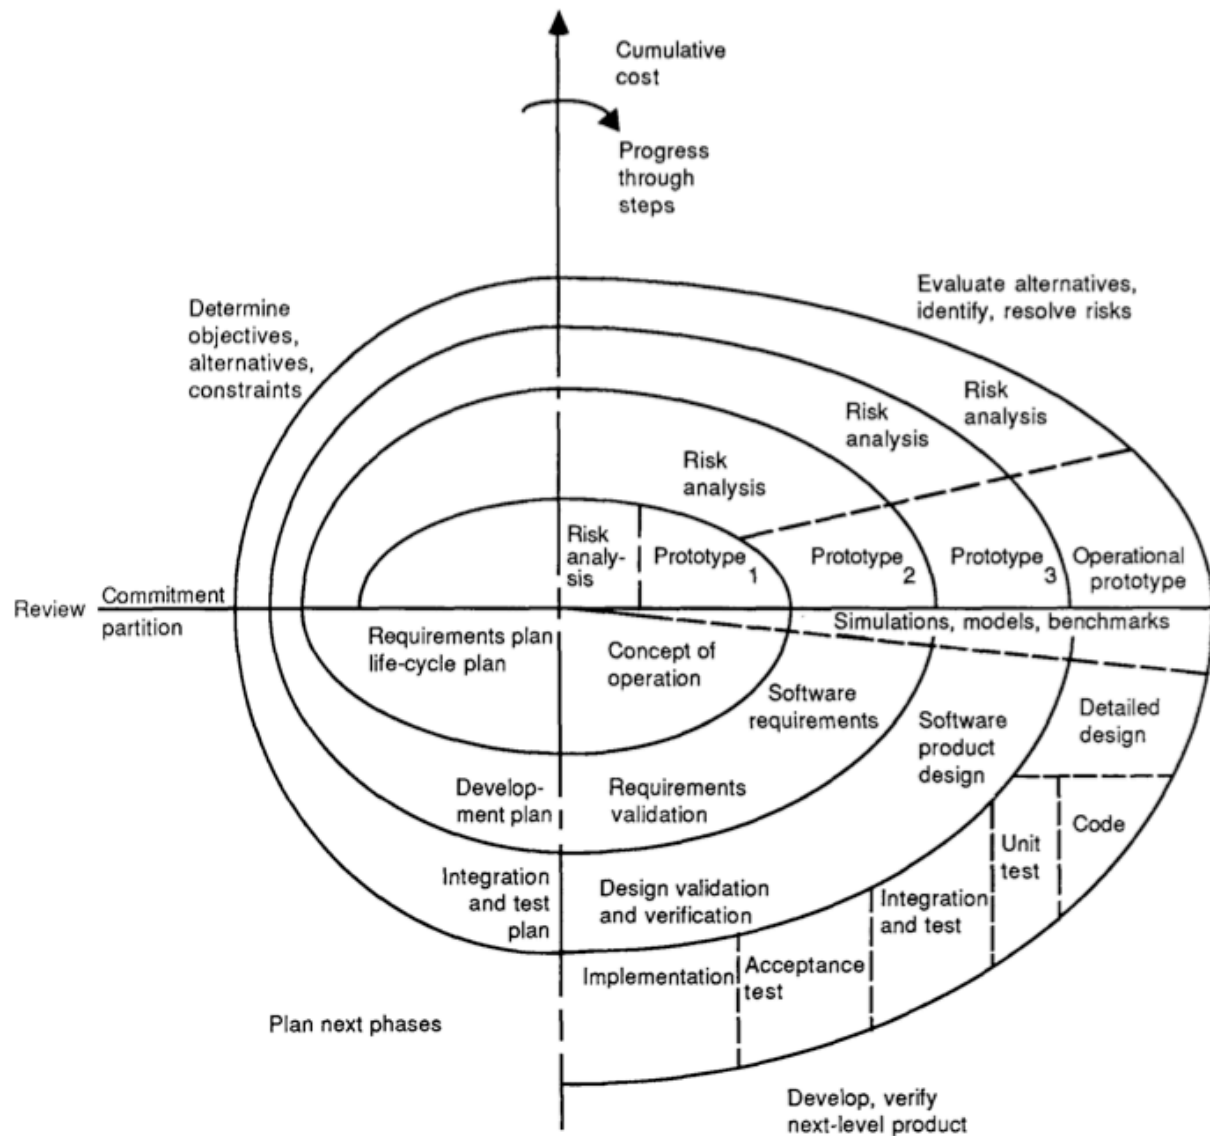 Cumulative
cost
Progress
through
steps
Determine
objectives,
alternatives,
constraints
Evaluate alternatives,
identify, resolve risks
Risk
analysis
Risk
analysis
Risk
analysis
Risk
analy-
sis
Prototype 1
Prototype 2
Prototype 3
Operational
prototype
Review
Commitment
partition
Simulations, models, benchmarks
Requirements plan
life-cycle plan
Concept of
operation
Software
requirements
Software
product
design
Detailed
design
Develop-
ment plan
Requirements
validation
Code
Unit
test
Integration
and test
plan
Design validation
and verification
Integration
and test
Acceptance
test
Implementation
Plan next phases
Develop, verify
next-level product